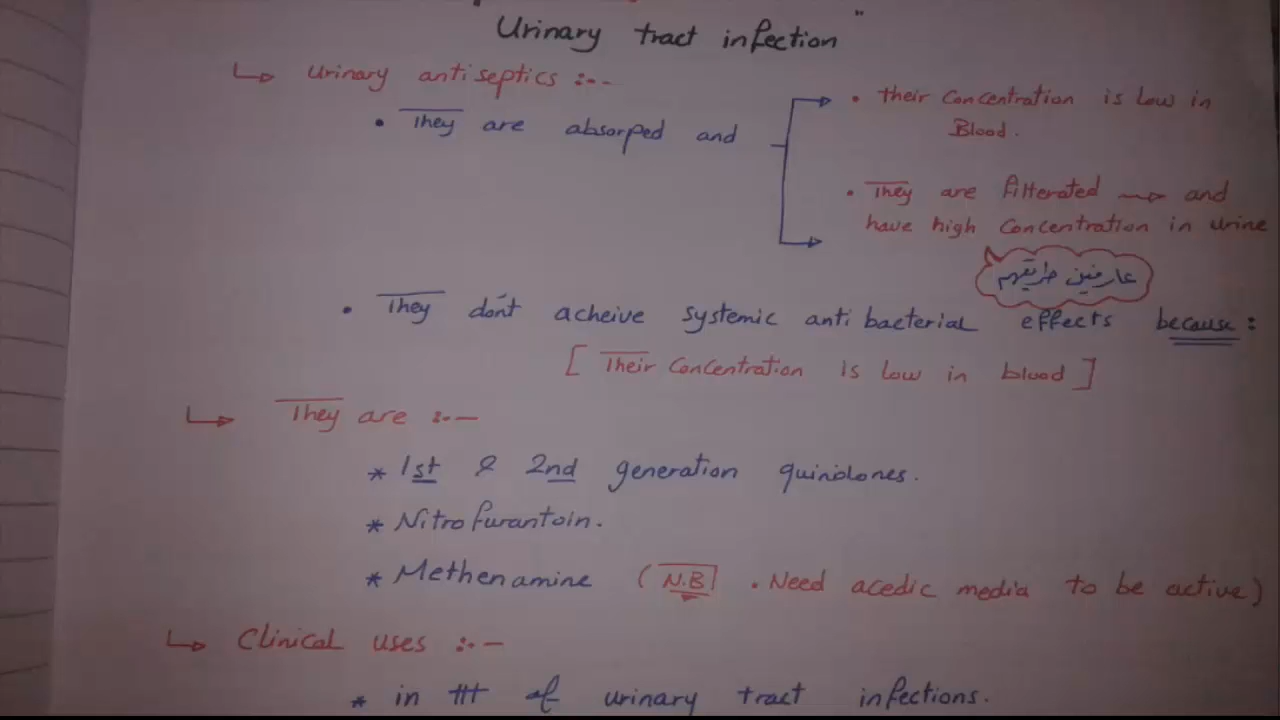 " Urinary tract infection "
↳ Urinary antiseptics :--
• They are absorped and
• their Concentration is low in
Blood.
• They are filterated → and
have high Concentration in urine
عارفين طريقهم
• They don't acheive systemic anti bacterial effects because :
[ Their Concentration is low in blood ]
↳ They are :-
* 1st & 2nd generation quinolones.
* Nitrofurantoin.
* Methenamine (N.B . Need acedic media to be active)
↳ Clinical uses :-
* in ttt of urinary tract infections.